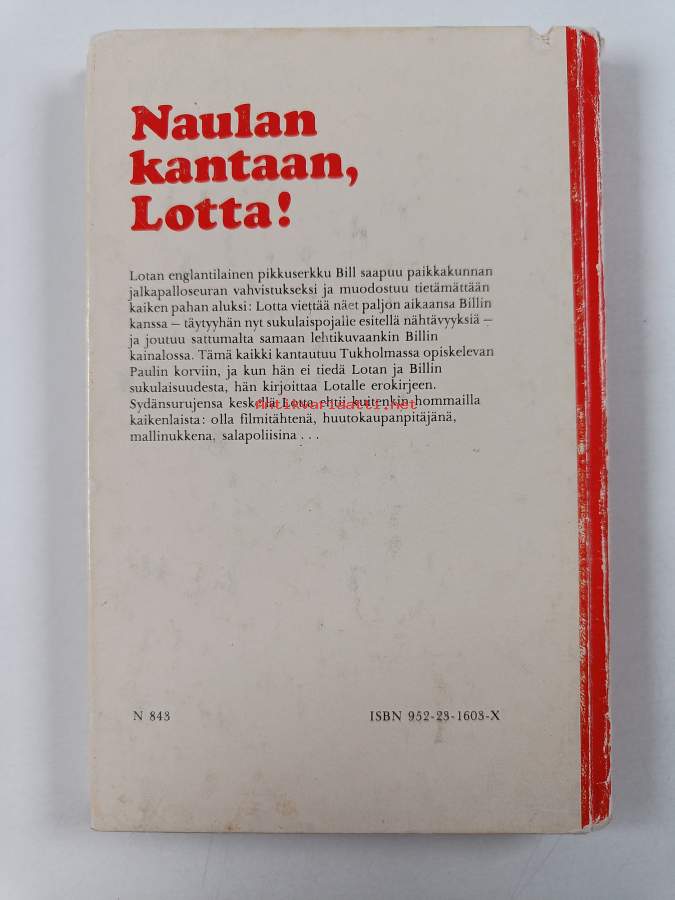 Naulan
kantaan,
Lotta!
Lotan englantilainen pikkuserkku Bill saapuu paikkakunnan
jalkapalloseuran vahvistukseksi ja muodostuu tietämättään
kaiken pahan aluksi: Lotta viettää näet paljon aikaansa Billin
kanssa – täytyyhän nyt sukulaispojalle esitellä nähtävyyksiä –
ja joutuu sattumalta samaan lehtikuvaankin Billin
kainalossa. Tämä kaikki kantautuu Tukholmassa opiskelevan
Paulin korviin, ja kun hän ei tiedä Lotan ja Billin
sukulaisuudesta, hän kirjoittaa Lotalle erokirjeen.
Sydänsurujensa keskellä Lotta ehtii kuitenkin hommailla
Antikvariaatti.net
kaikenlaista: olla filmitähtenä, huutokaupanpitäjänä,
mallinukkena, salapoliisina . . .
N 843 ISBN 952-23-1603-X